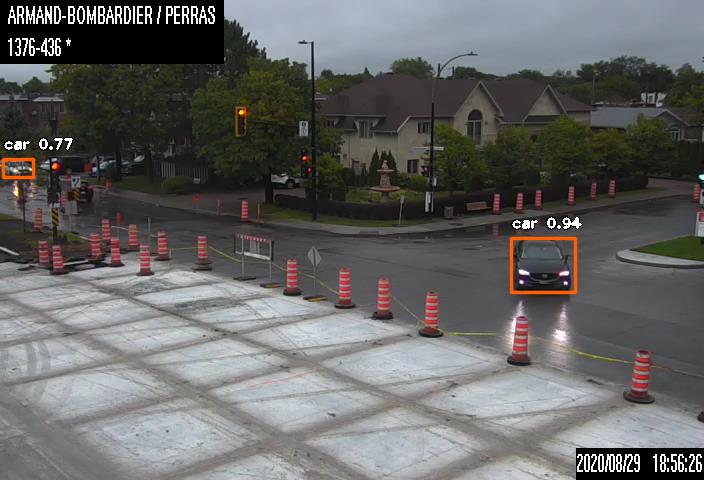 ARMAND-BOMBARDIER / PERRAS
1376-436 *
car 0.77
car 0.94
2020/08/29 18:56:26